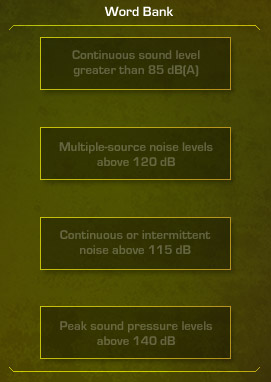 Word Bank
Continuous sound level
greater than 85 dB(A)
Multiple-source noise levels
above 120 dB
Continuous or intermittent
noise above 115 dB
Peak sound pressure levels
above 140 dB